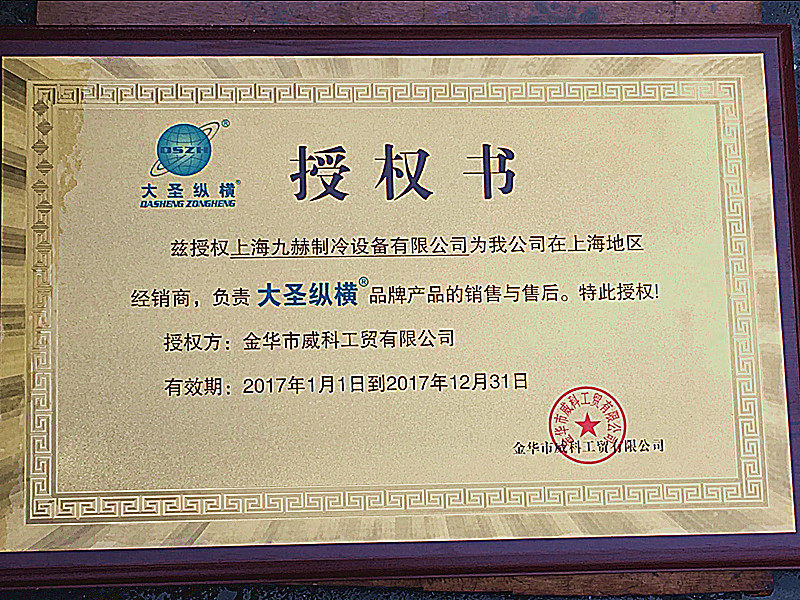 DSZH®
大圣纵横®
DASHENG ZONGHENG
授权书
兹授权上海九赫制冷设备有限公司为我公司在上海地区
经销商，负责 大圣纵横® 品牌产品的销售与售后。特此授权!
授权方：金华市威科工贸有限公司
有效期：2017年1月1日到2017年12月31日
金华市威科工贸有限公司
金华市威科工贸有限公司